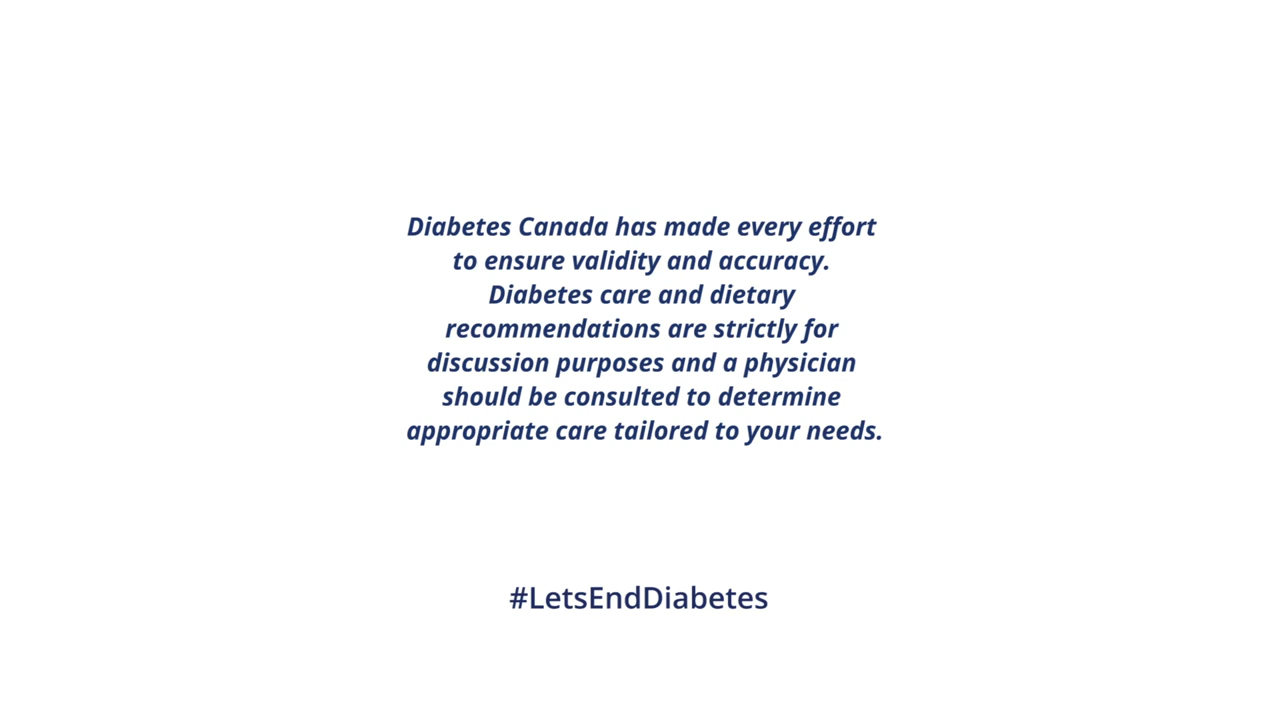 Diabetes Canada has made every effort
to ensure validity and accuracy.
Diabetes care and dietary
recommendations are strictly for
discussion purposes and a physician
should be consulted to determine
appropriate care tailored to your needs.
#LetsEndDiabetes